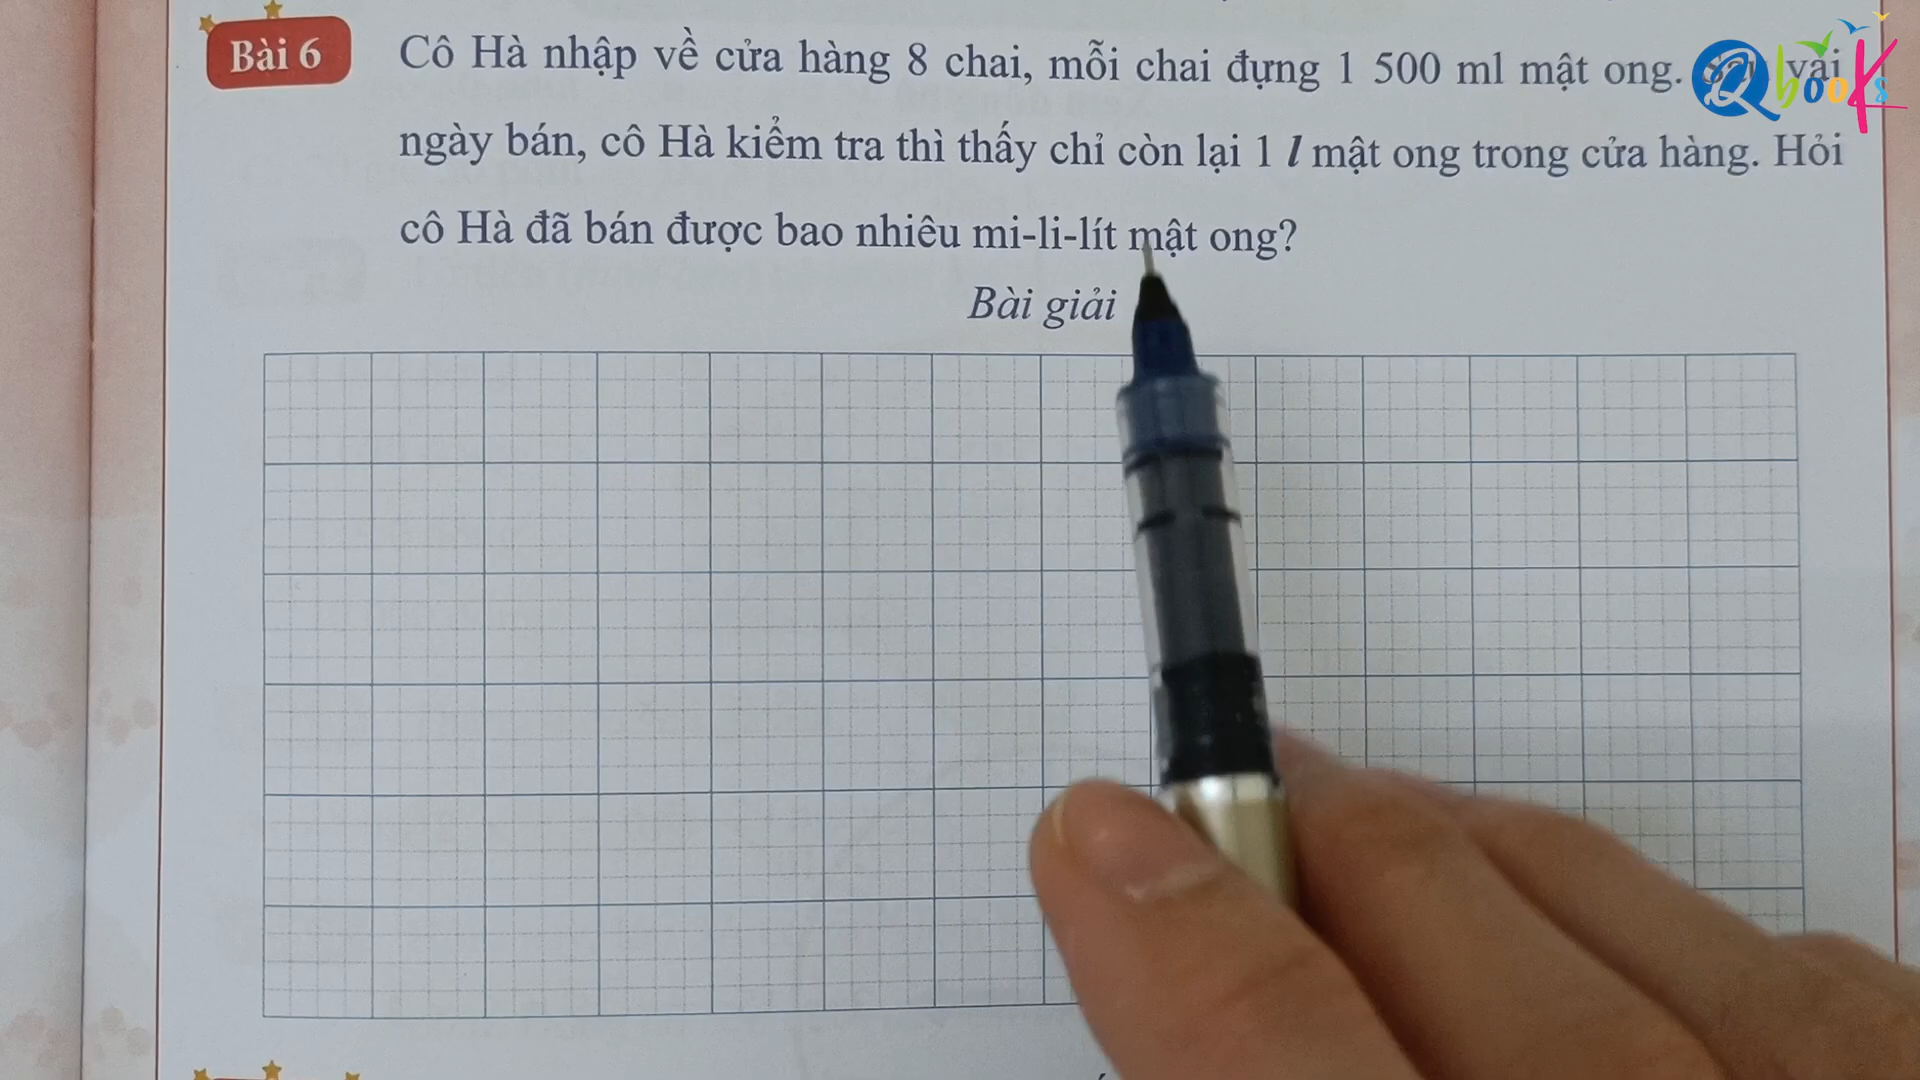 Bài 6
Cô Hà nhập về cửa hàng 8 chai, mỗi chai đựng 1 500 ml mật ong. vài
ngày bán, cô Hà kiểm tra thì thấy chỉ còn lại 1 l mật ong trong cửa hàng. Hỏi
cô Hà đã bán được bao nhiêu mi-li-lít mật ong?
Bài giải
Qbooks